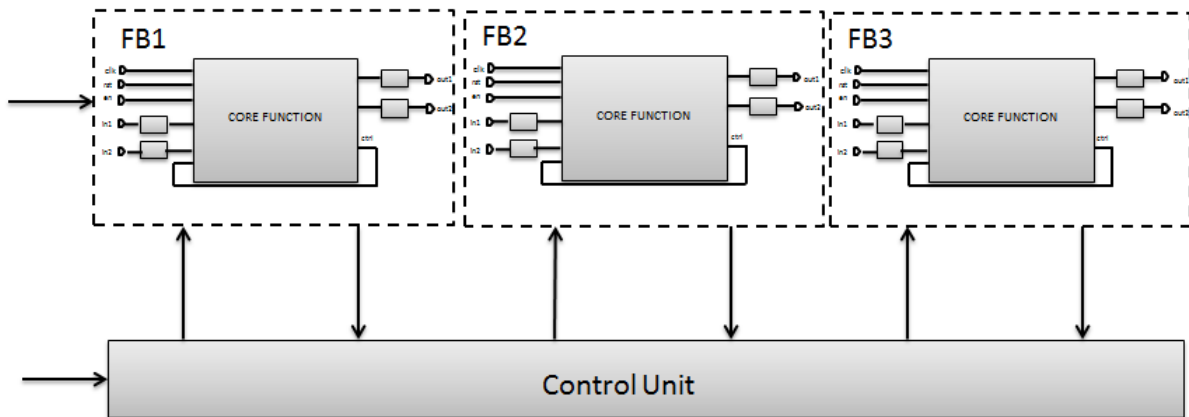 FB1
clk
rst
en
In1
In2
CORE FUNCTION
out1
out2
ctrl
FB2
clk
rst
en
In1
In2
CORE FUNCTION
out1
out2
ctrl
FB3
clk
rst
en
In1
In2
CORE FUNCTION
out1
out2
ctrl
Control Unit